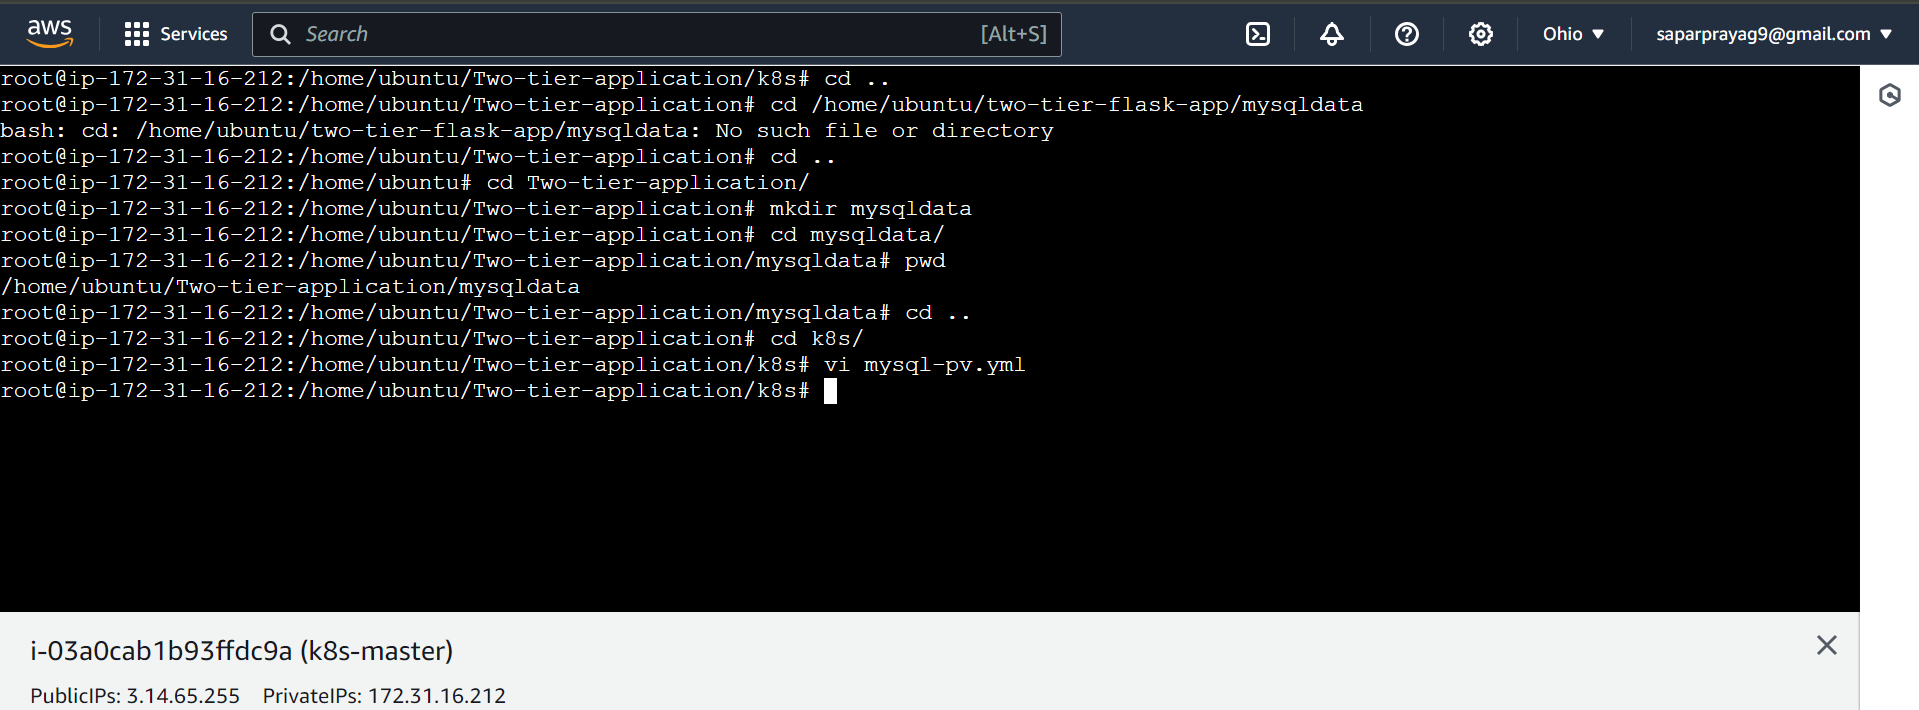 aws Services Search [Alt+S] Ohio saparprayag9@gmail.com
root@ip-172-31-16-212:/home/ubuntu/Two-tier-application/k8s# cd ..
root@ip-172-31-16-212:/home/ubuntu/Two-tier-application# cd /home/ubuntu/two-tier-flask-app/mysqldata
bash: cd: /home/ubuntu/two-tier-flask-app/mysqldata: No such file or directory
root@ip-172-31-16-212:/home/ubuntu/Two-tier-application# cd ..
root@ip-172-31-16-212:/home/ubuntu# cd Two-tier-application/
root@ip-172-31-16-212:/home/ubuntu/Two-tier-application# mkdir mysqldata
root@ip-172-31-16-212:/home/ubuntu/Two-tier-application# cd mysqldata/
root@ip-172-31-16-212:/home/ubuntu/Two-tier-application/mysqldata# pwd
/home/ubuntu/Two-tier-application/mysqldata
root@ip-172-31-16-212:/home/ubuntu/Two-tier-application/mysqldata# cd ..
root@ip-172-31-16-212:/home/ubuntu/Two-tier-application# cd k8s/
root@ip-172-31-16-212:/home/ubuntu/Two-tier-application/k8s# vi mysql-pv.yml
root@ip-172-31-16-212:/home/ubuntu/Two-tier-application/k8s#
i-03a0cab1b93ffdc9a (k8s-master)
PublicIPs: 3.14.65.255 PrivateIPs: 172.31.16.212